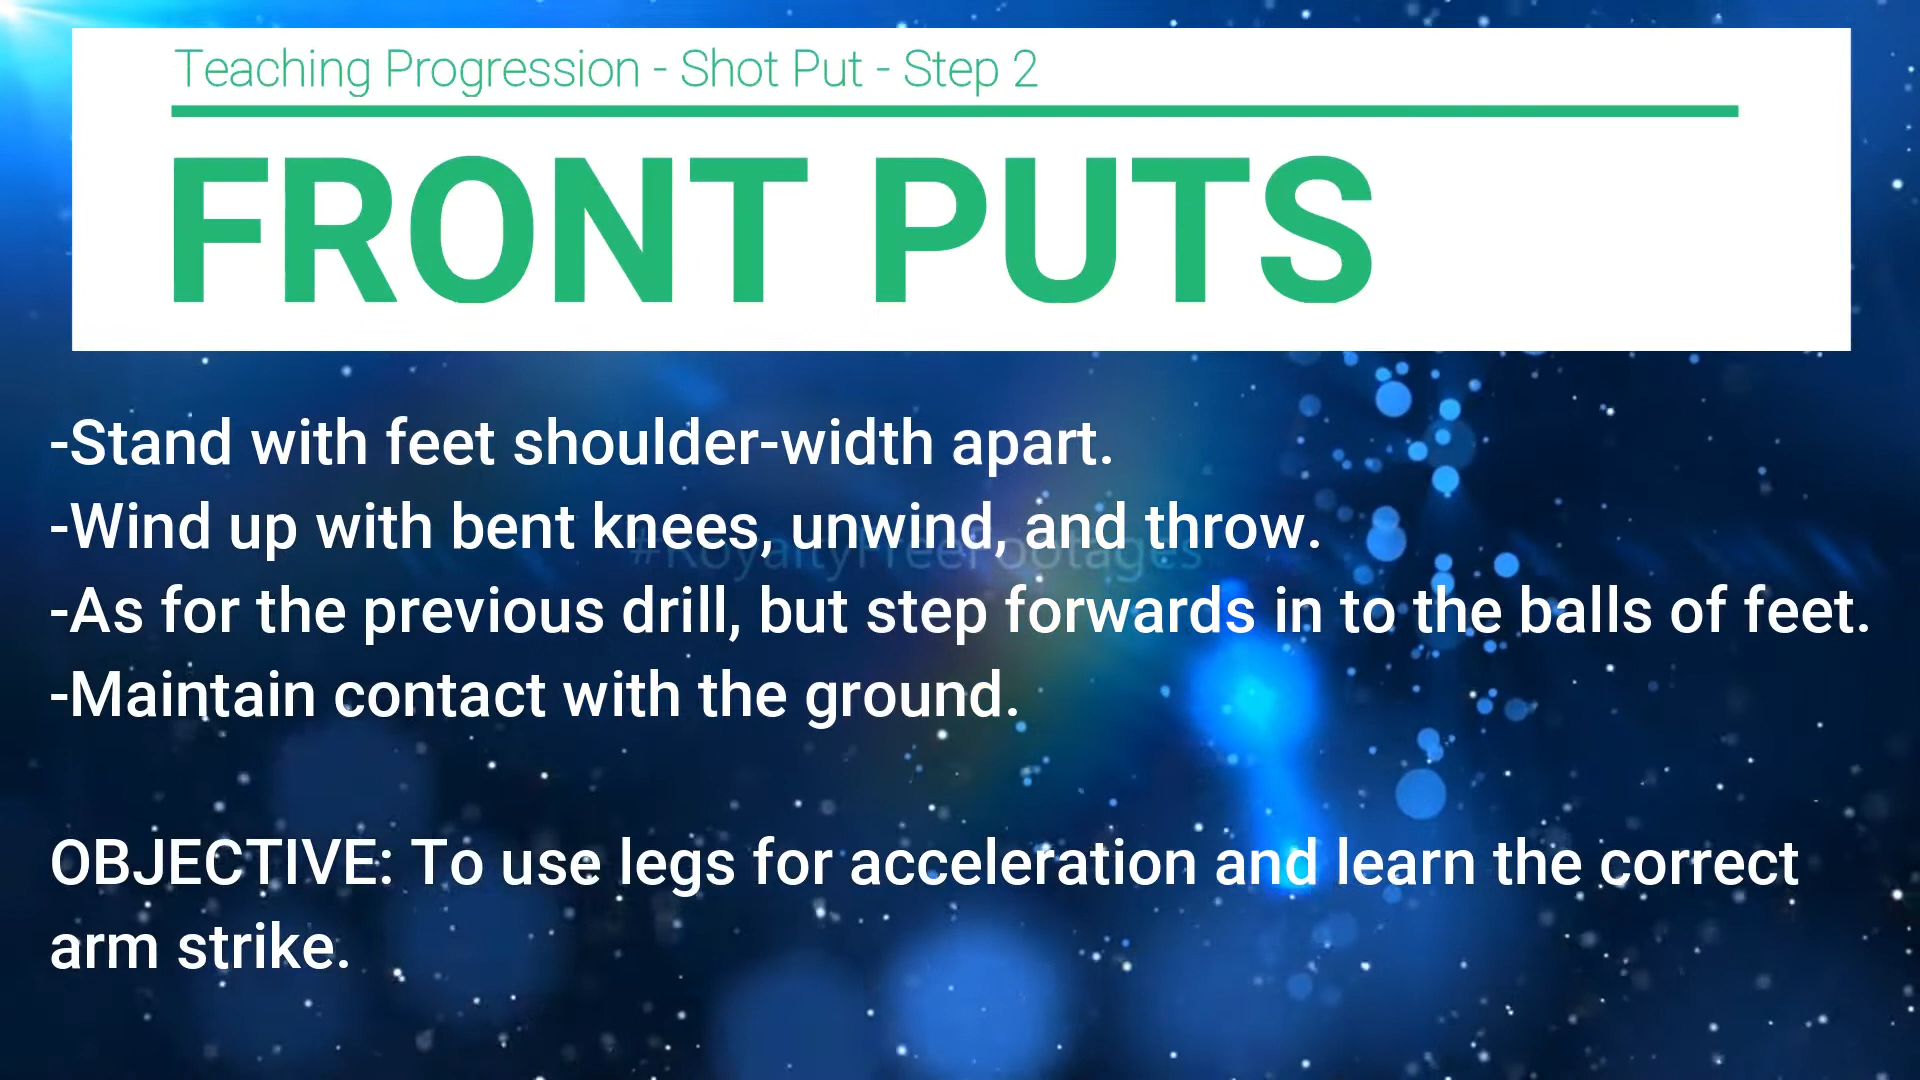 Teaching Progression - Shot Put - Step 2
FRONT PUTS
-Stand with feet shoulder-width apart.
-Wind up with bent knees, unwind, and throw.
#RoyaltyFreeFootages
-As for the previous drill, but step forwards in to the balls of feet.
-Maintain contact with the ground.
OBJECTIVE: To use legs for acceleration and learn the correct
arm strike.